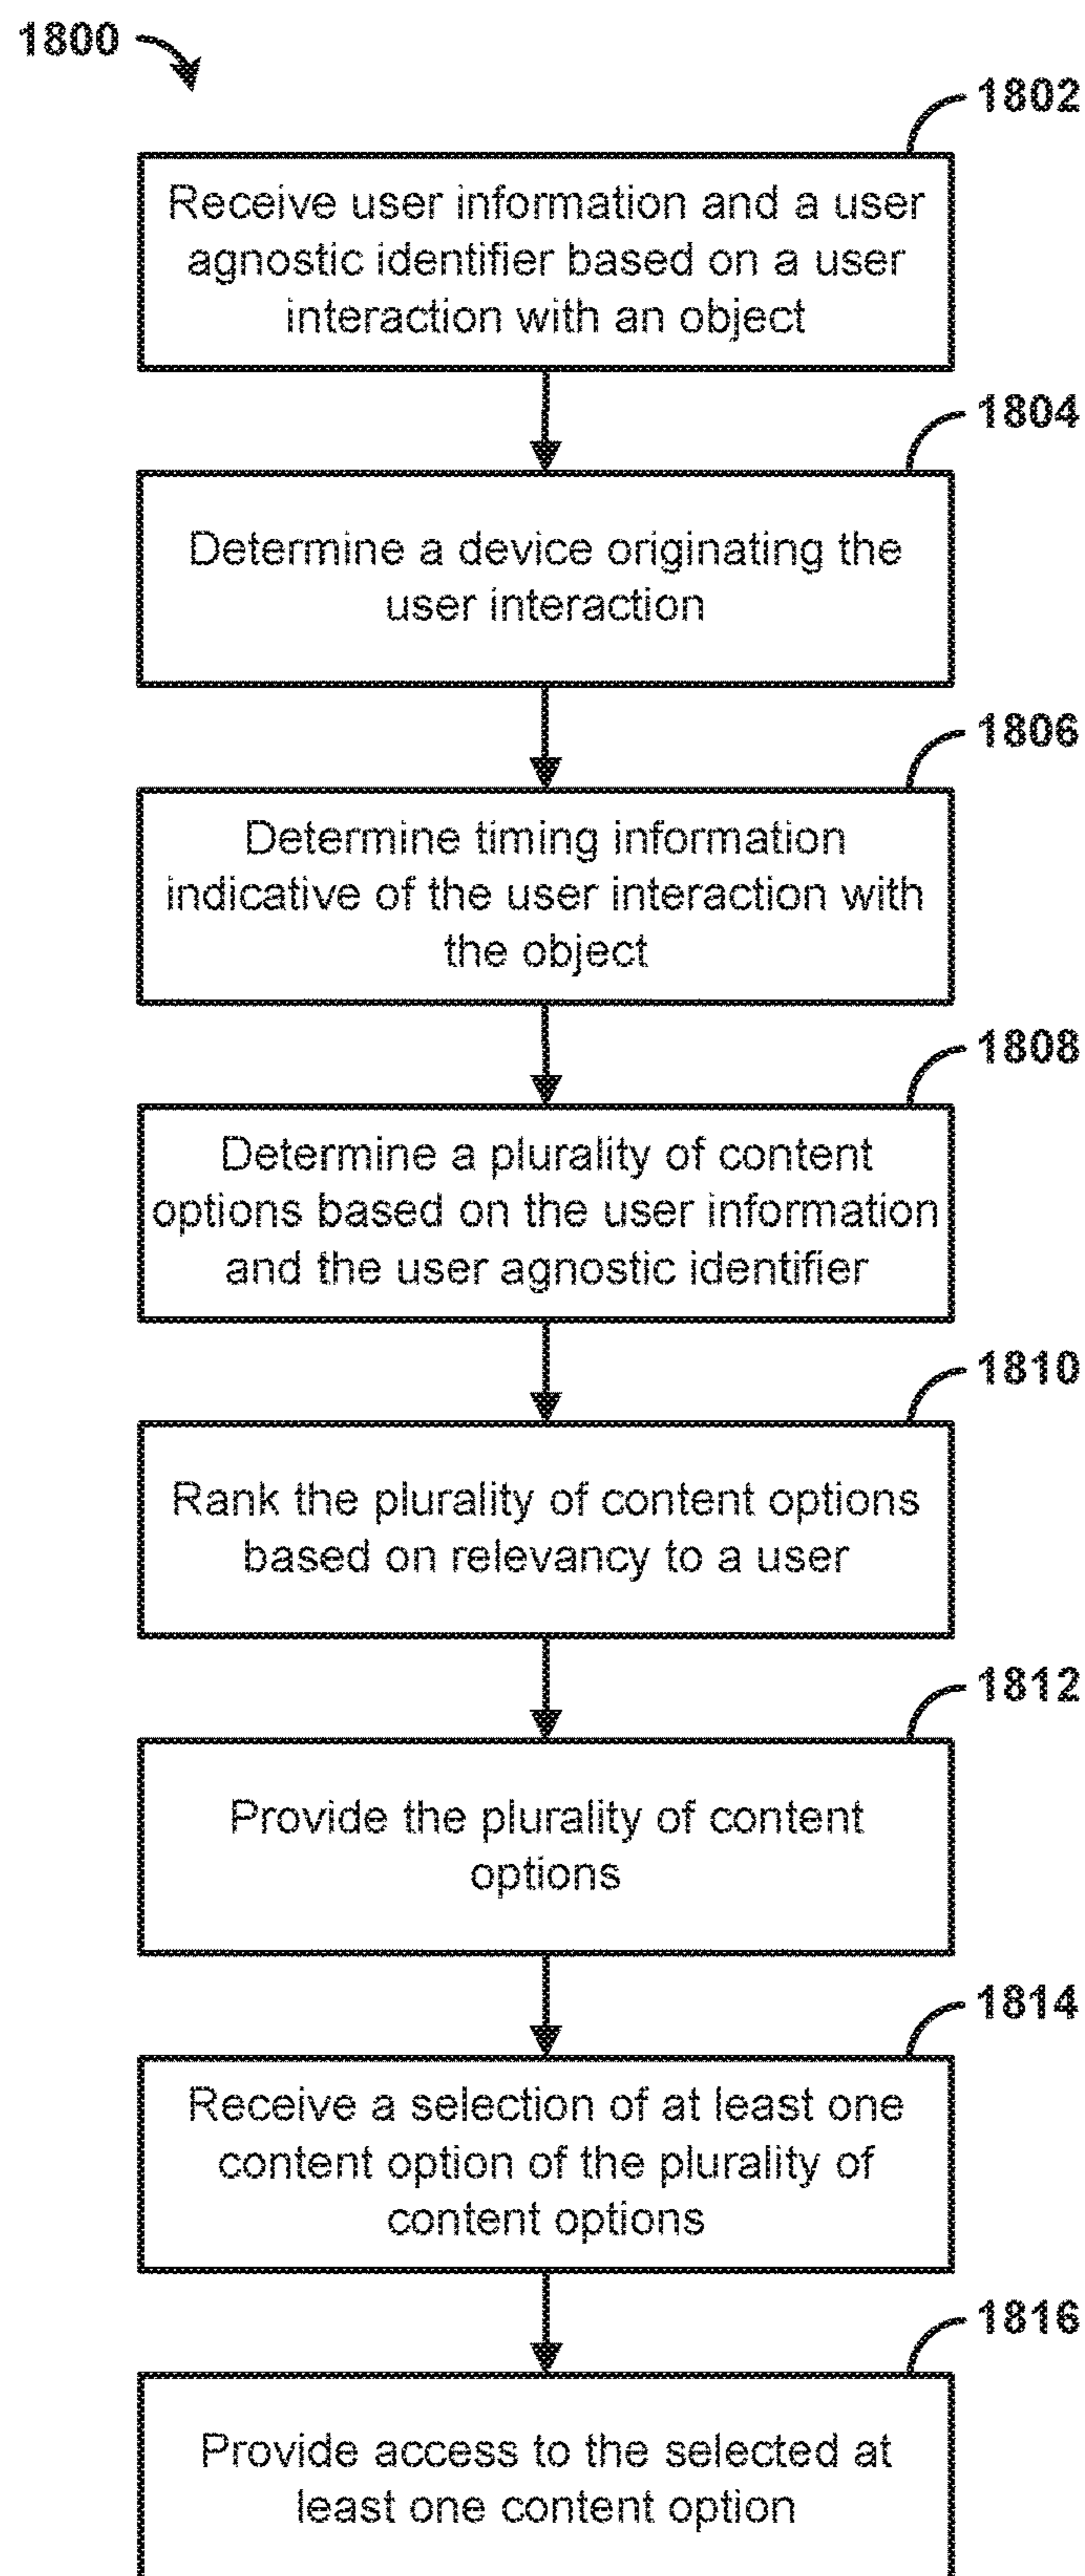 1800
1802
Receive user information and a user
agnostic identifier based on a user
interaction with an object
1804
Determine a device originating the
user interaction
1806
Determine timing information
indicative of the user interaction with
the object
1808
Determine a plurality of content
options based on the user information
and the user agnostic identifier
1810
Rank the plurality of content options
based on relevancy to a user
1812
Provide the plurality of content
options
1814
Receive a selection of at least one
content option of the plurality of
content options
1816
Provide access to the selected at
least one content option